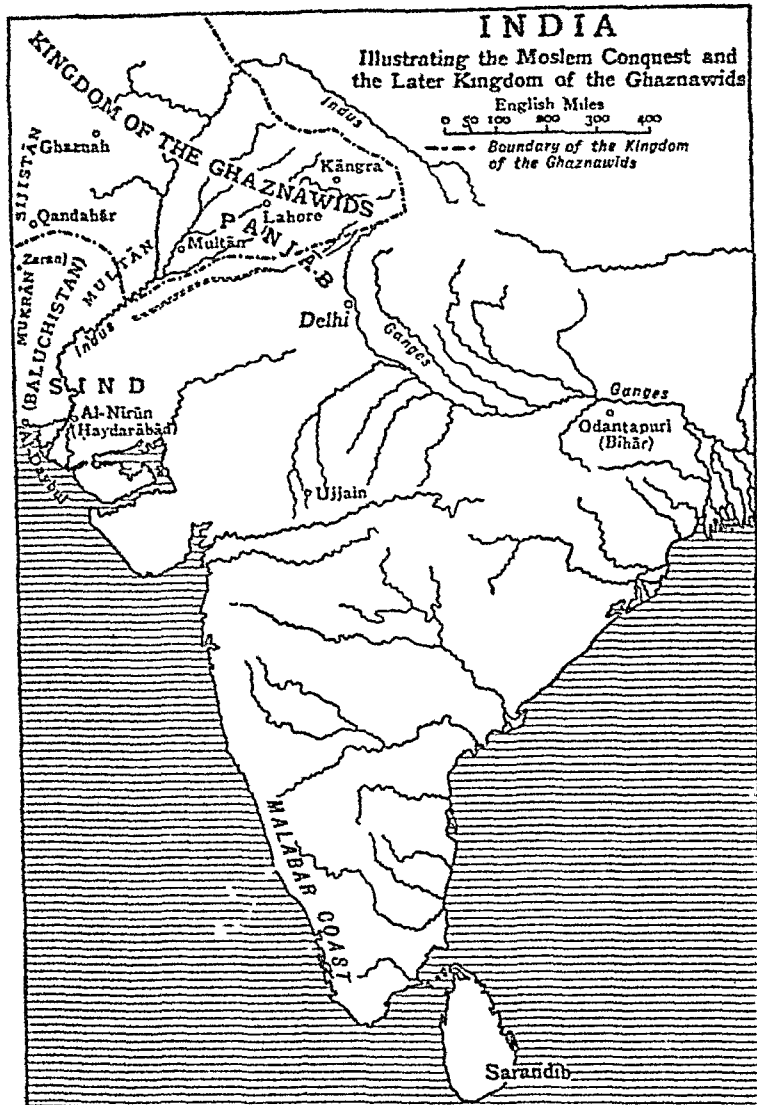 INDIA
Illustrating the Moslem Conquest and
the Later Kingdom of the Ghaznawids
English Miles
0 50 100 200 300 400
Boundary of the Kingdom
of the Ghaznawids
KINGDOM OF THE GHAZNAWIDS
Indus
Ghaznah
Kāngra
SIJISTĀN
Lahore
Qandahār
PANJAB
Multān
MULTĀN
MUKRĀN
(BALUCHISTAN)
Indus
Delhi
Ganges
SIND
Ganges
Al-Nīrūn
(Haydarābād)
Odantapuri
(Bihār)
Daybul
Ujjain
MALABAR COAST
Sarandīb